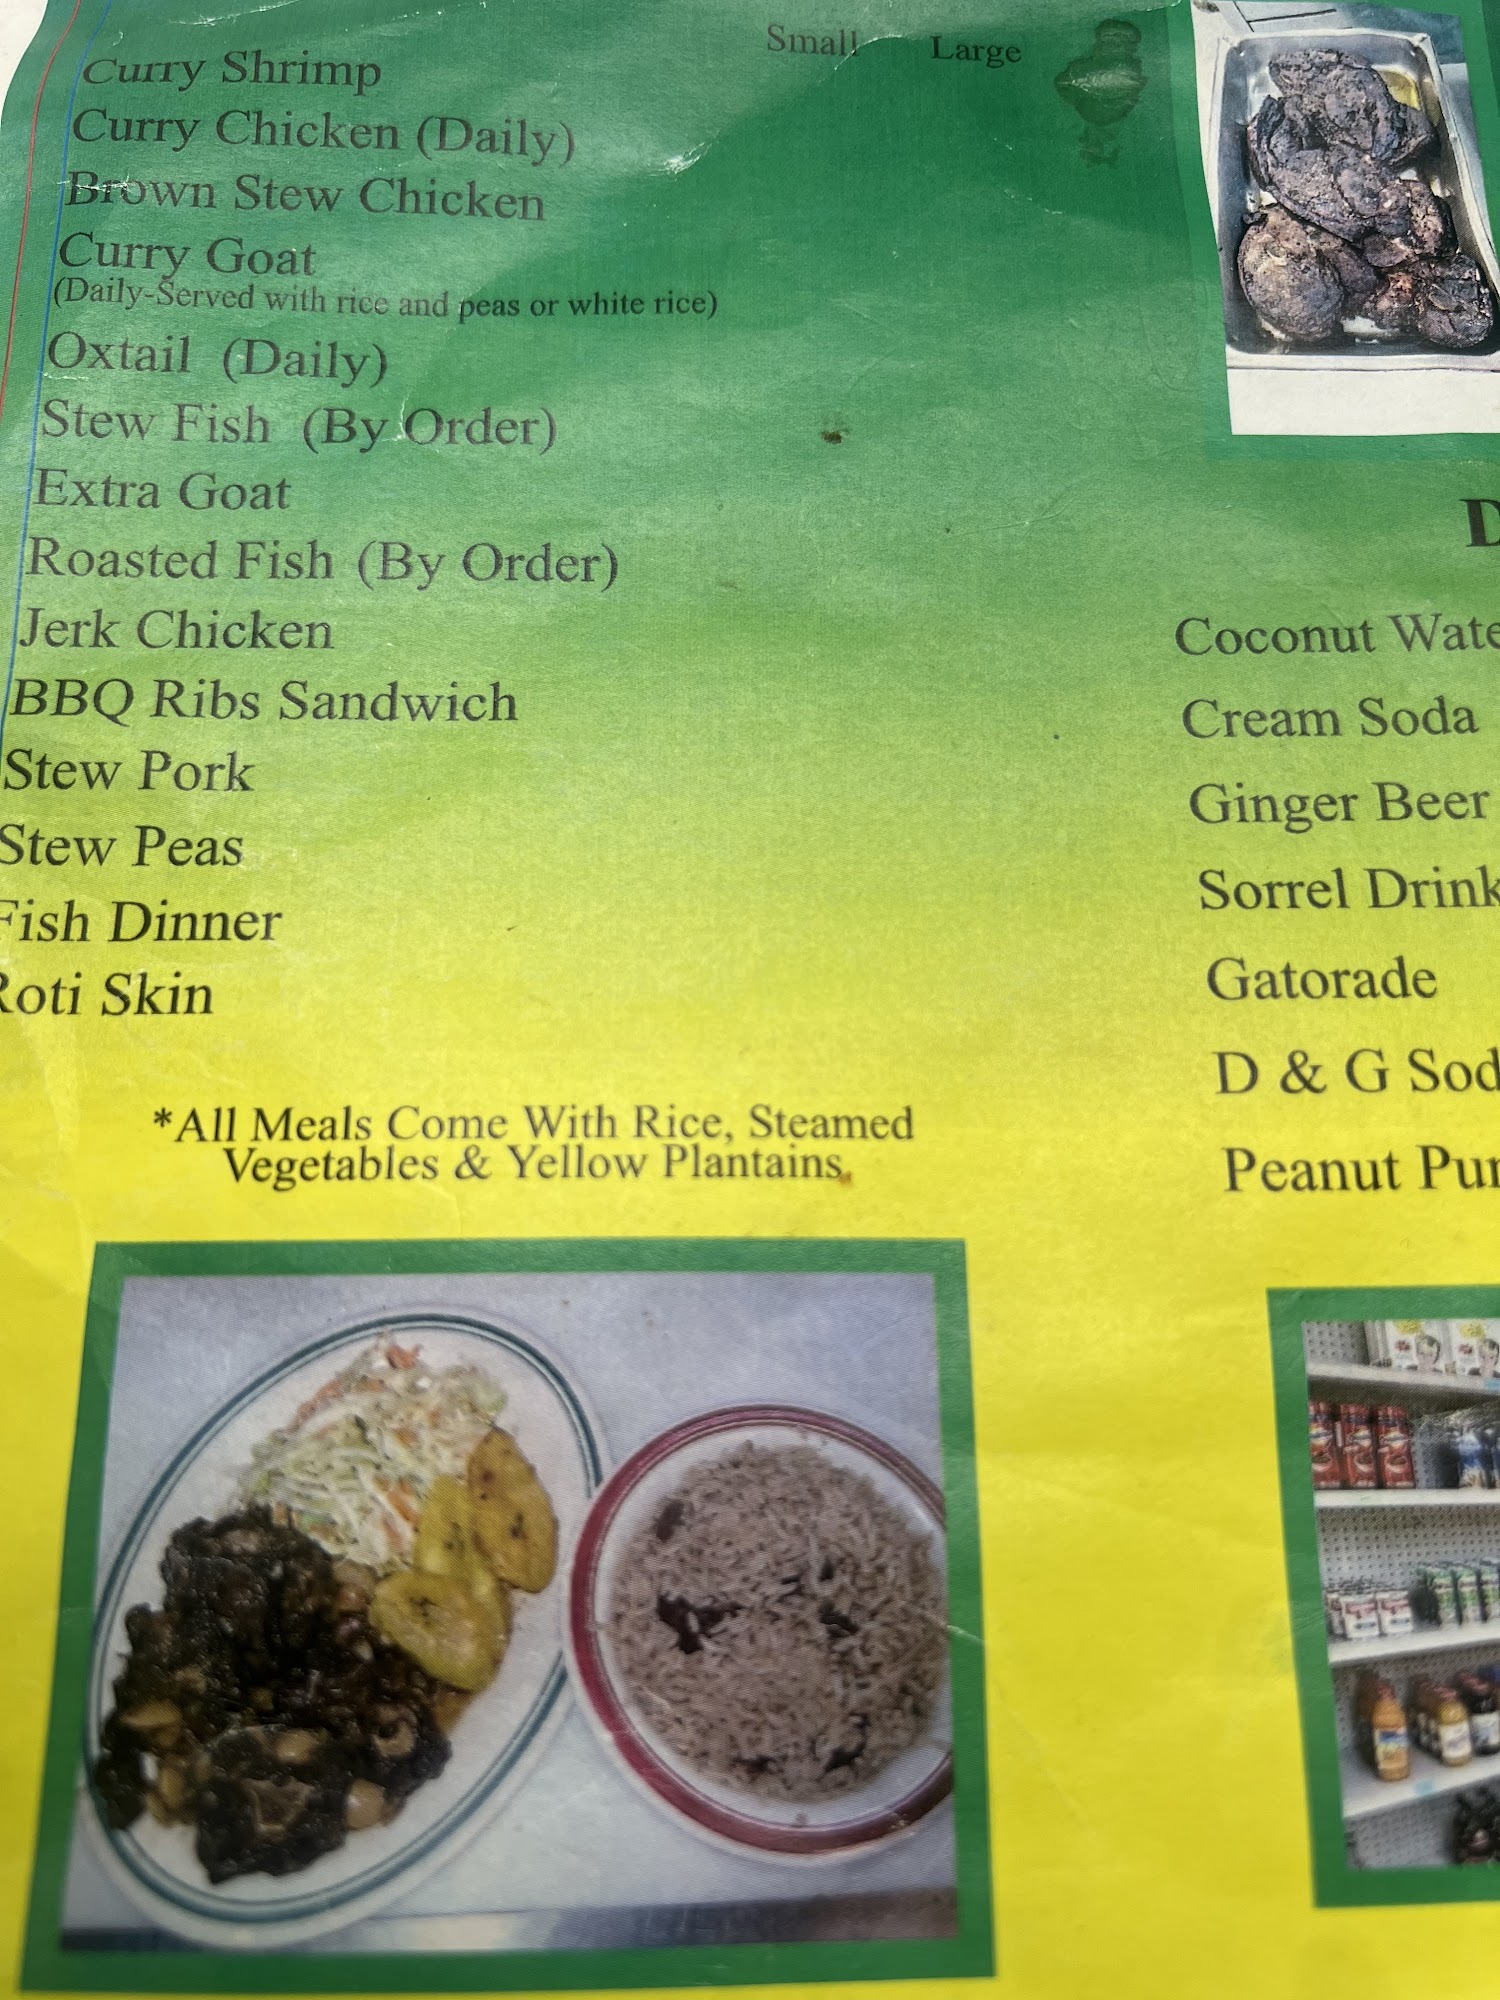 Small Large
Curry Shrimp
Curry Chicken (Daily)
Brown Stew Chicken
Curry Goat
(Daily-Served with rice and peas or white rice)
Oxtail (Daily)
Stew Fish (By Order)
Extra Goat
Roasted Fish (By Order)
Jerk Chicken
BBQ Ribs Sandwich
Stew Pork
Stew Peas
Fish Dinner
Roti Skin
*All Meals Come With Rice, Steamed
Vegetables & Yellow Plantains.
D
Coconut Wate
Cream Soda
Ginger Beer
Sorrel Drink
Gatorade
D & G Sod
Peanut Pun